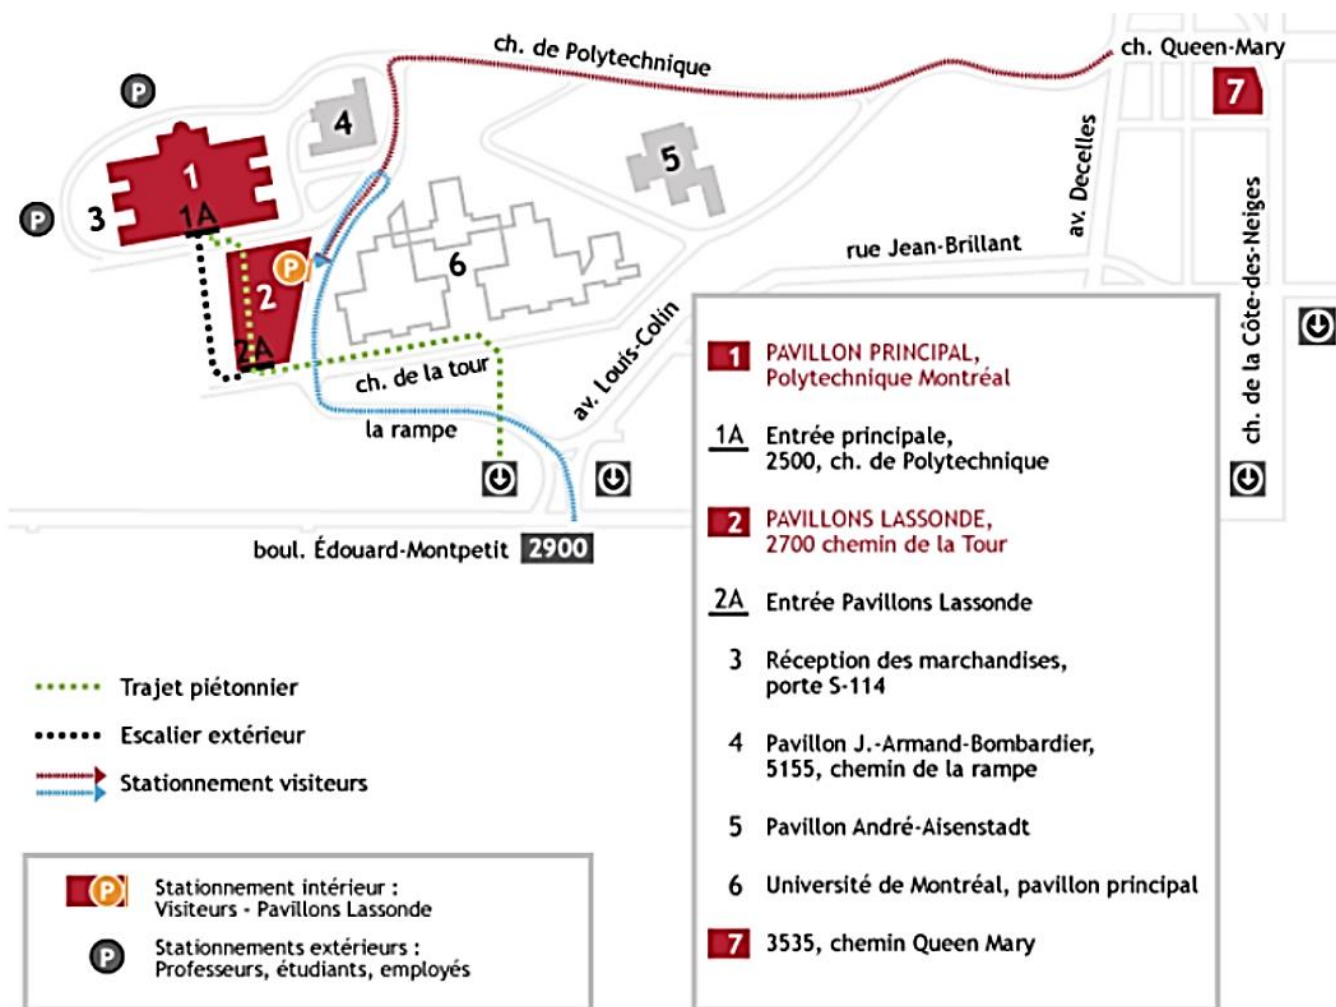 ch. de Polytechnique
ch. Queen-Mary
P
7
4
1
5
av. Decelles
P
3
1A
ch. de la Côte-des-Neiges
rue Jean-Brillant
P
6
2
2A
av. Louis-Colin
ch. de la tour
la rampe
boul. Édouard-Montpetit 2900
1 PAVILLON PRINCIPAL,
Polytechnique Montréal
1A Entrée principale,
2500, ch. de Polytechnique
2 PAVILLONS LASSONDE,
2700 chemin de la Tour
2A Entrée Pavillons Lassonde
3 Réception des marchandises,
porte S-114
4 Pavillon J.-Armand-Bombardier,
5155, chemin de la rampe
5 Pavillon André-Aisenstadt
6 Université de Montréal, pavillon principal
7 3535, chemin Queen Mary
Trajet piétonnier
Escalier extérieur
Stationnement visiteurs
P Stationnement intérieur :
Visiteurs - Pavillons Lassonde
P Stationnements extérieurs :
Professeurs, étudiants, employés